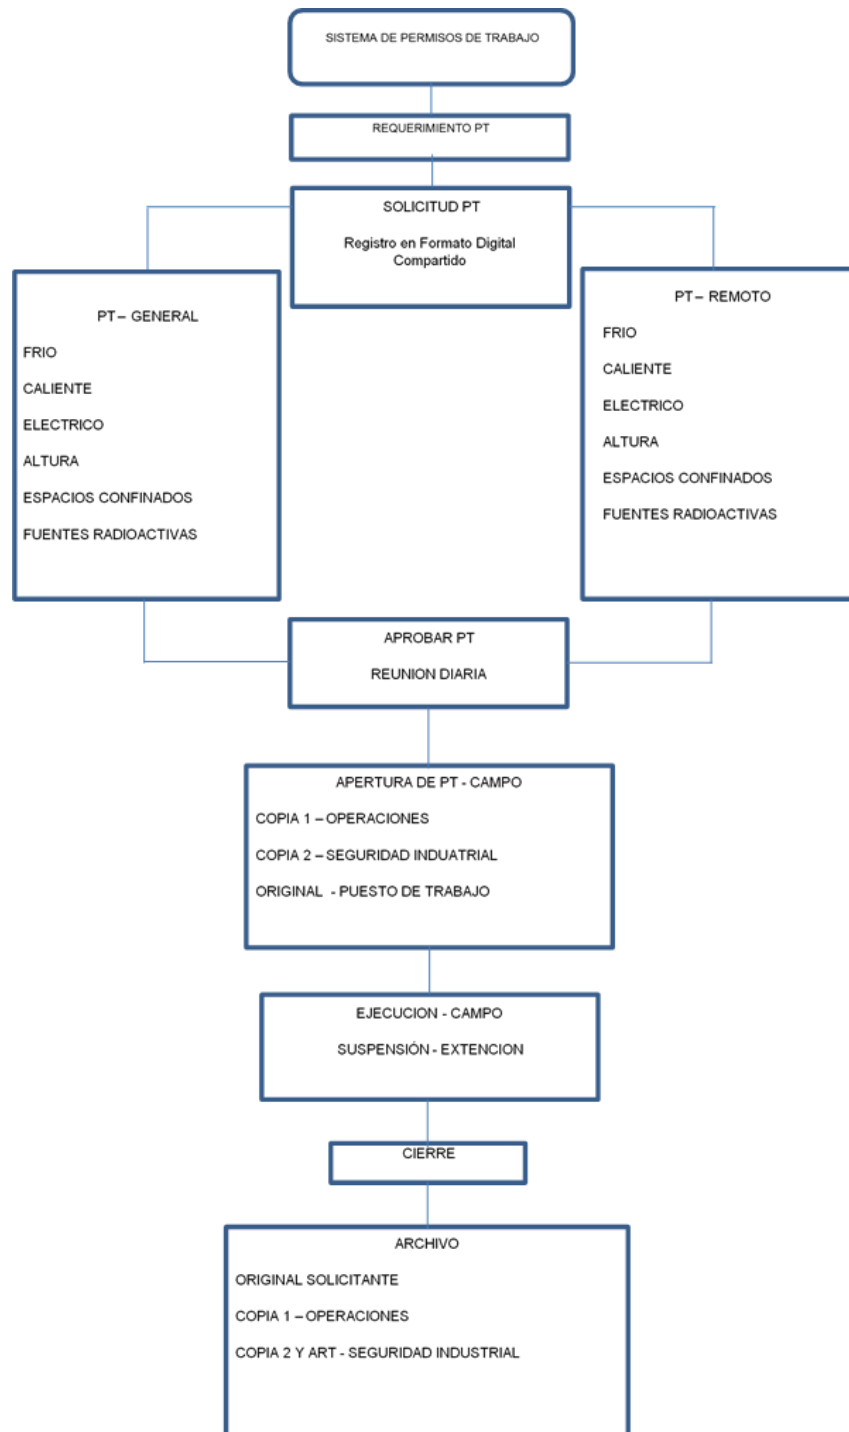 SISTEMA DE PERMISOS DE TRABAJO
REQUERIMIENTO PT
SOLICITUD PT
Registro en Formato Digital
Compartido
PT – GENERAL
FRIO
CALIENTE
ELECTRICO
ALTURA
ESPACIOS CONFINADOS
FUENTES RADIOACTIVAS
PT – REMOTO
FRIO
CALIENTE
ELECTRICO
ALTURA
ESPACIOS CONFINADOS
FUENTES RADIOACTIVAS
APROBAR PT
REUNION DIARIA
APERTURA DE PT - CAMPO
COPIA 1 – OPERACIONES
COPIA 2 – SEGURIDAD INDUATRIAL
ORIGINAL - PUESTO DE TRABAJO
EJECUCION - CAMPO
SUSPENSIÓN - EXTENCION
CIERRE
ARCHIVO
ORIGINAL SOLICITANTE
COPIA 1 – OPERACIONES
COPIA 2 Y ART - SEGURIDAD INDUSTRIAL